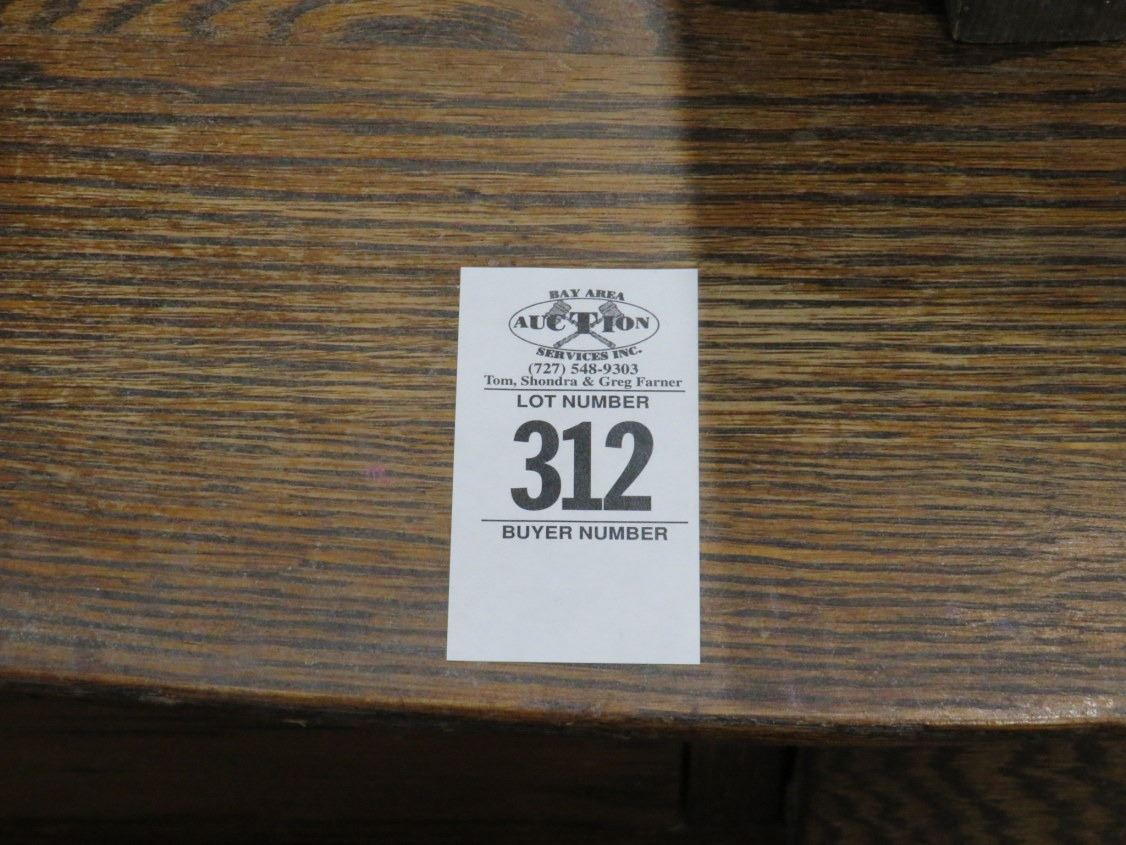 BAY AREA
AUCTION
SERVICES INC.
(727) 548-9303
Tom, Shondra & Greg Farner
LOT NUMBER
312
BUYER NUMBER